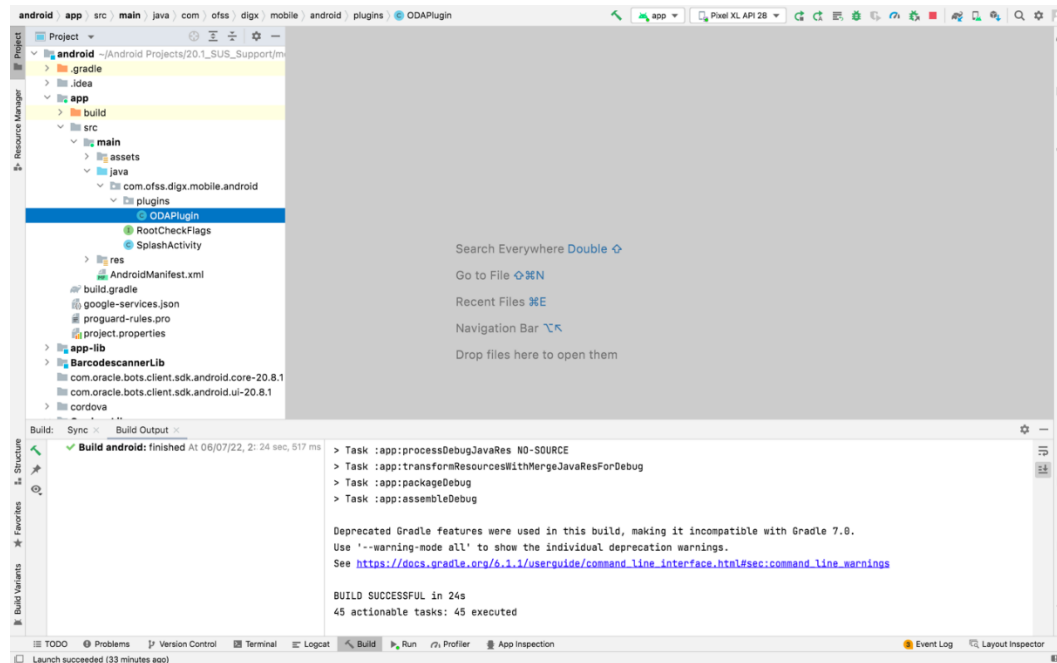 android app src main java com ofss digx mobile android plugins ODAPlugin
app Pixel XL API 28
Project
Project
Resource Manager
android ~/Android Projects/20.1_SUS_Support/m
.gradle
.idea
app
build
src
main
assets
java
com.ofss.digx.mobile.android
plugins
ODAPlugin
RootCheckFlags
SplashActivity
res
AndroidManifest.xml
build.gradle
google-services.json
proguard-rules.pro
project.properties
app-lib
BarcodescannerLib
com.oracle.bots.client.sdk.android.core-20.8.1
com.oracle.bots.client.sdk.android.ui-20.8.1
cordova
Search Everywhere Double ⇧
Go to File ⇧⌘N
Recent Files ⌘E
Navigation Bar ⌥↖
Drop files here to open them
Build: Sync × Build Output ×
Structure
Favorites
Build Variants
Build android: finished At 06/07/22, 2: 24 sec, 517 ms
> Task :app:processDebugJavaRes NO-SOURCE
> Task :app:transformResourcesWithMergeJavaResForDebug
> Task :app:packageDebug
> Task :app:assembleDebug
Deprecated Gradle features were used in this build, making it incompatible with Gradle 7.0.
Use '--warning-mode all' to show the individual deprecation warnings.
See https://docs.gradle.org/6.1.1/userguide/command_line_interface.html#sec:command_line_warnings
BUILD SUCCESSFUL in 24s
45 actionable tasks: 45 executed
TODO Problems Version Control Terminal Logcat Build Run Profiler App Inspection Event Log Layout Inspector
Launch succeeded (33 minutes ago)